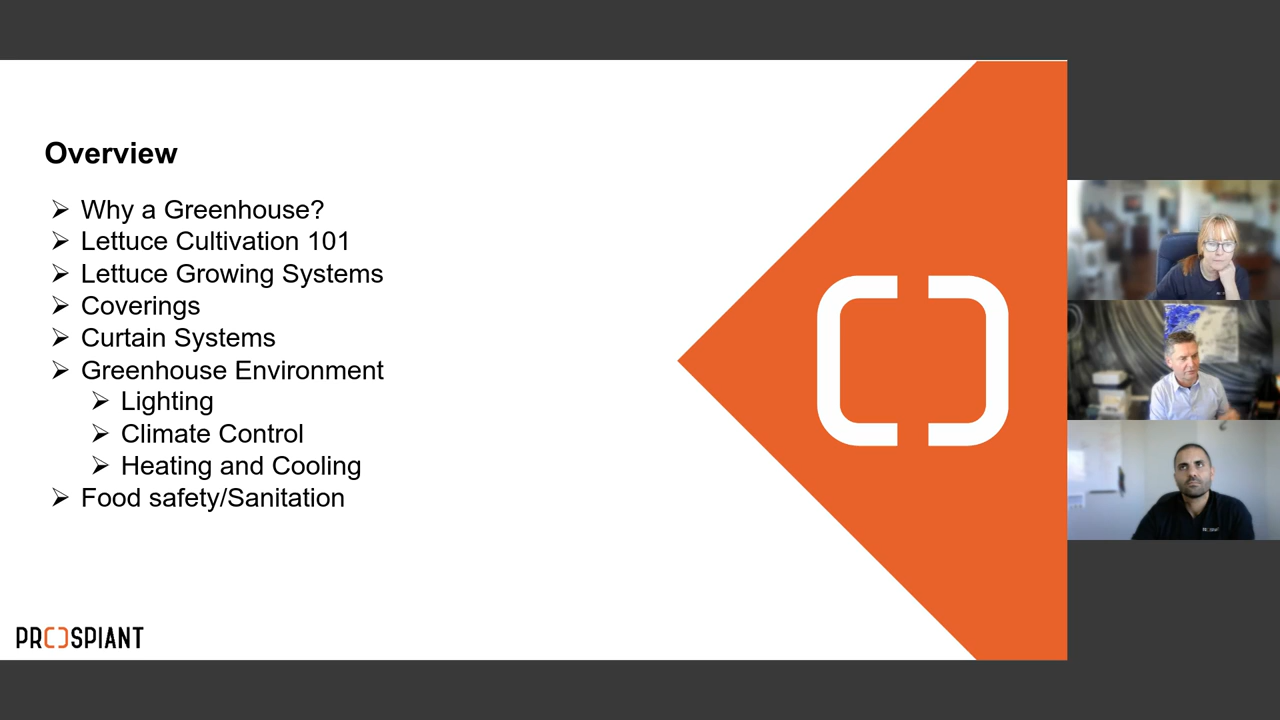 Overview
➢ Why a Greenhouse?
➢ Lettuce Cultivation 101
➢ Lettuce Growing Systems
➢ Coverings
➢ Curtain Systems
➢ Greenhouse Environment
➢ Lighting
➢ Climate Control
➢ Heating and Cooling
➢ Food safety/Sanitation
PROSPIANT